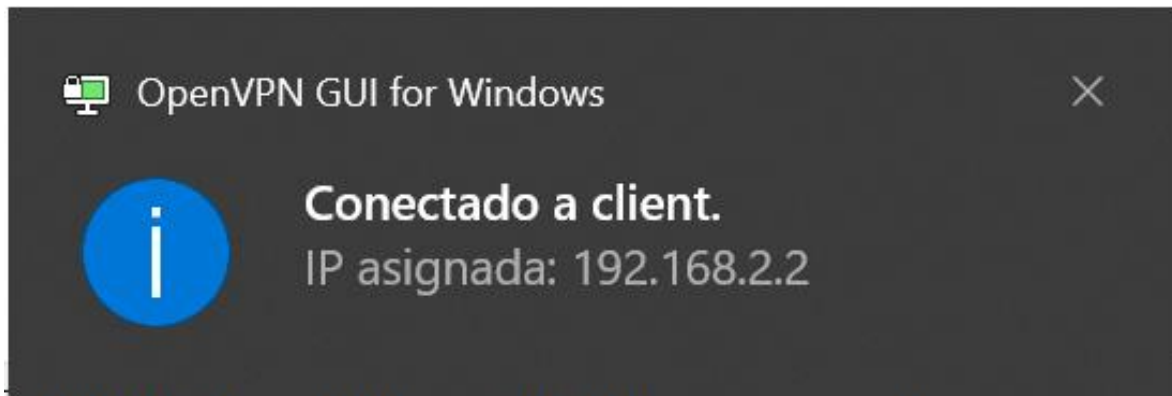 OpenVPN GUI for Windows
Conectado a client.
IP asignada: 192.168.2.2